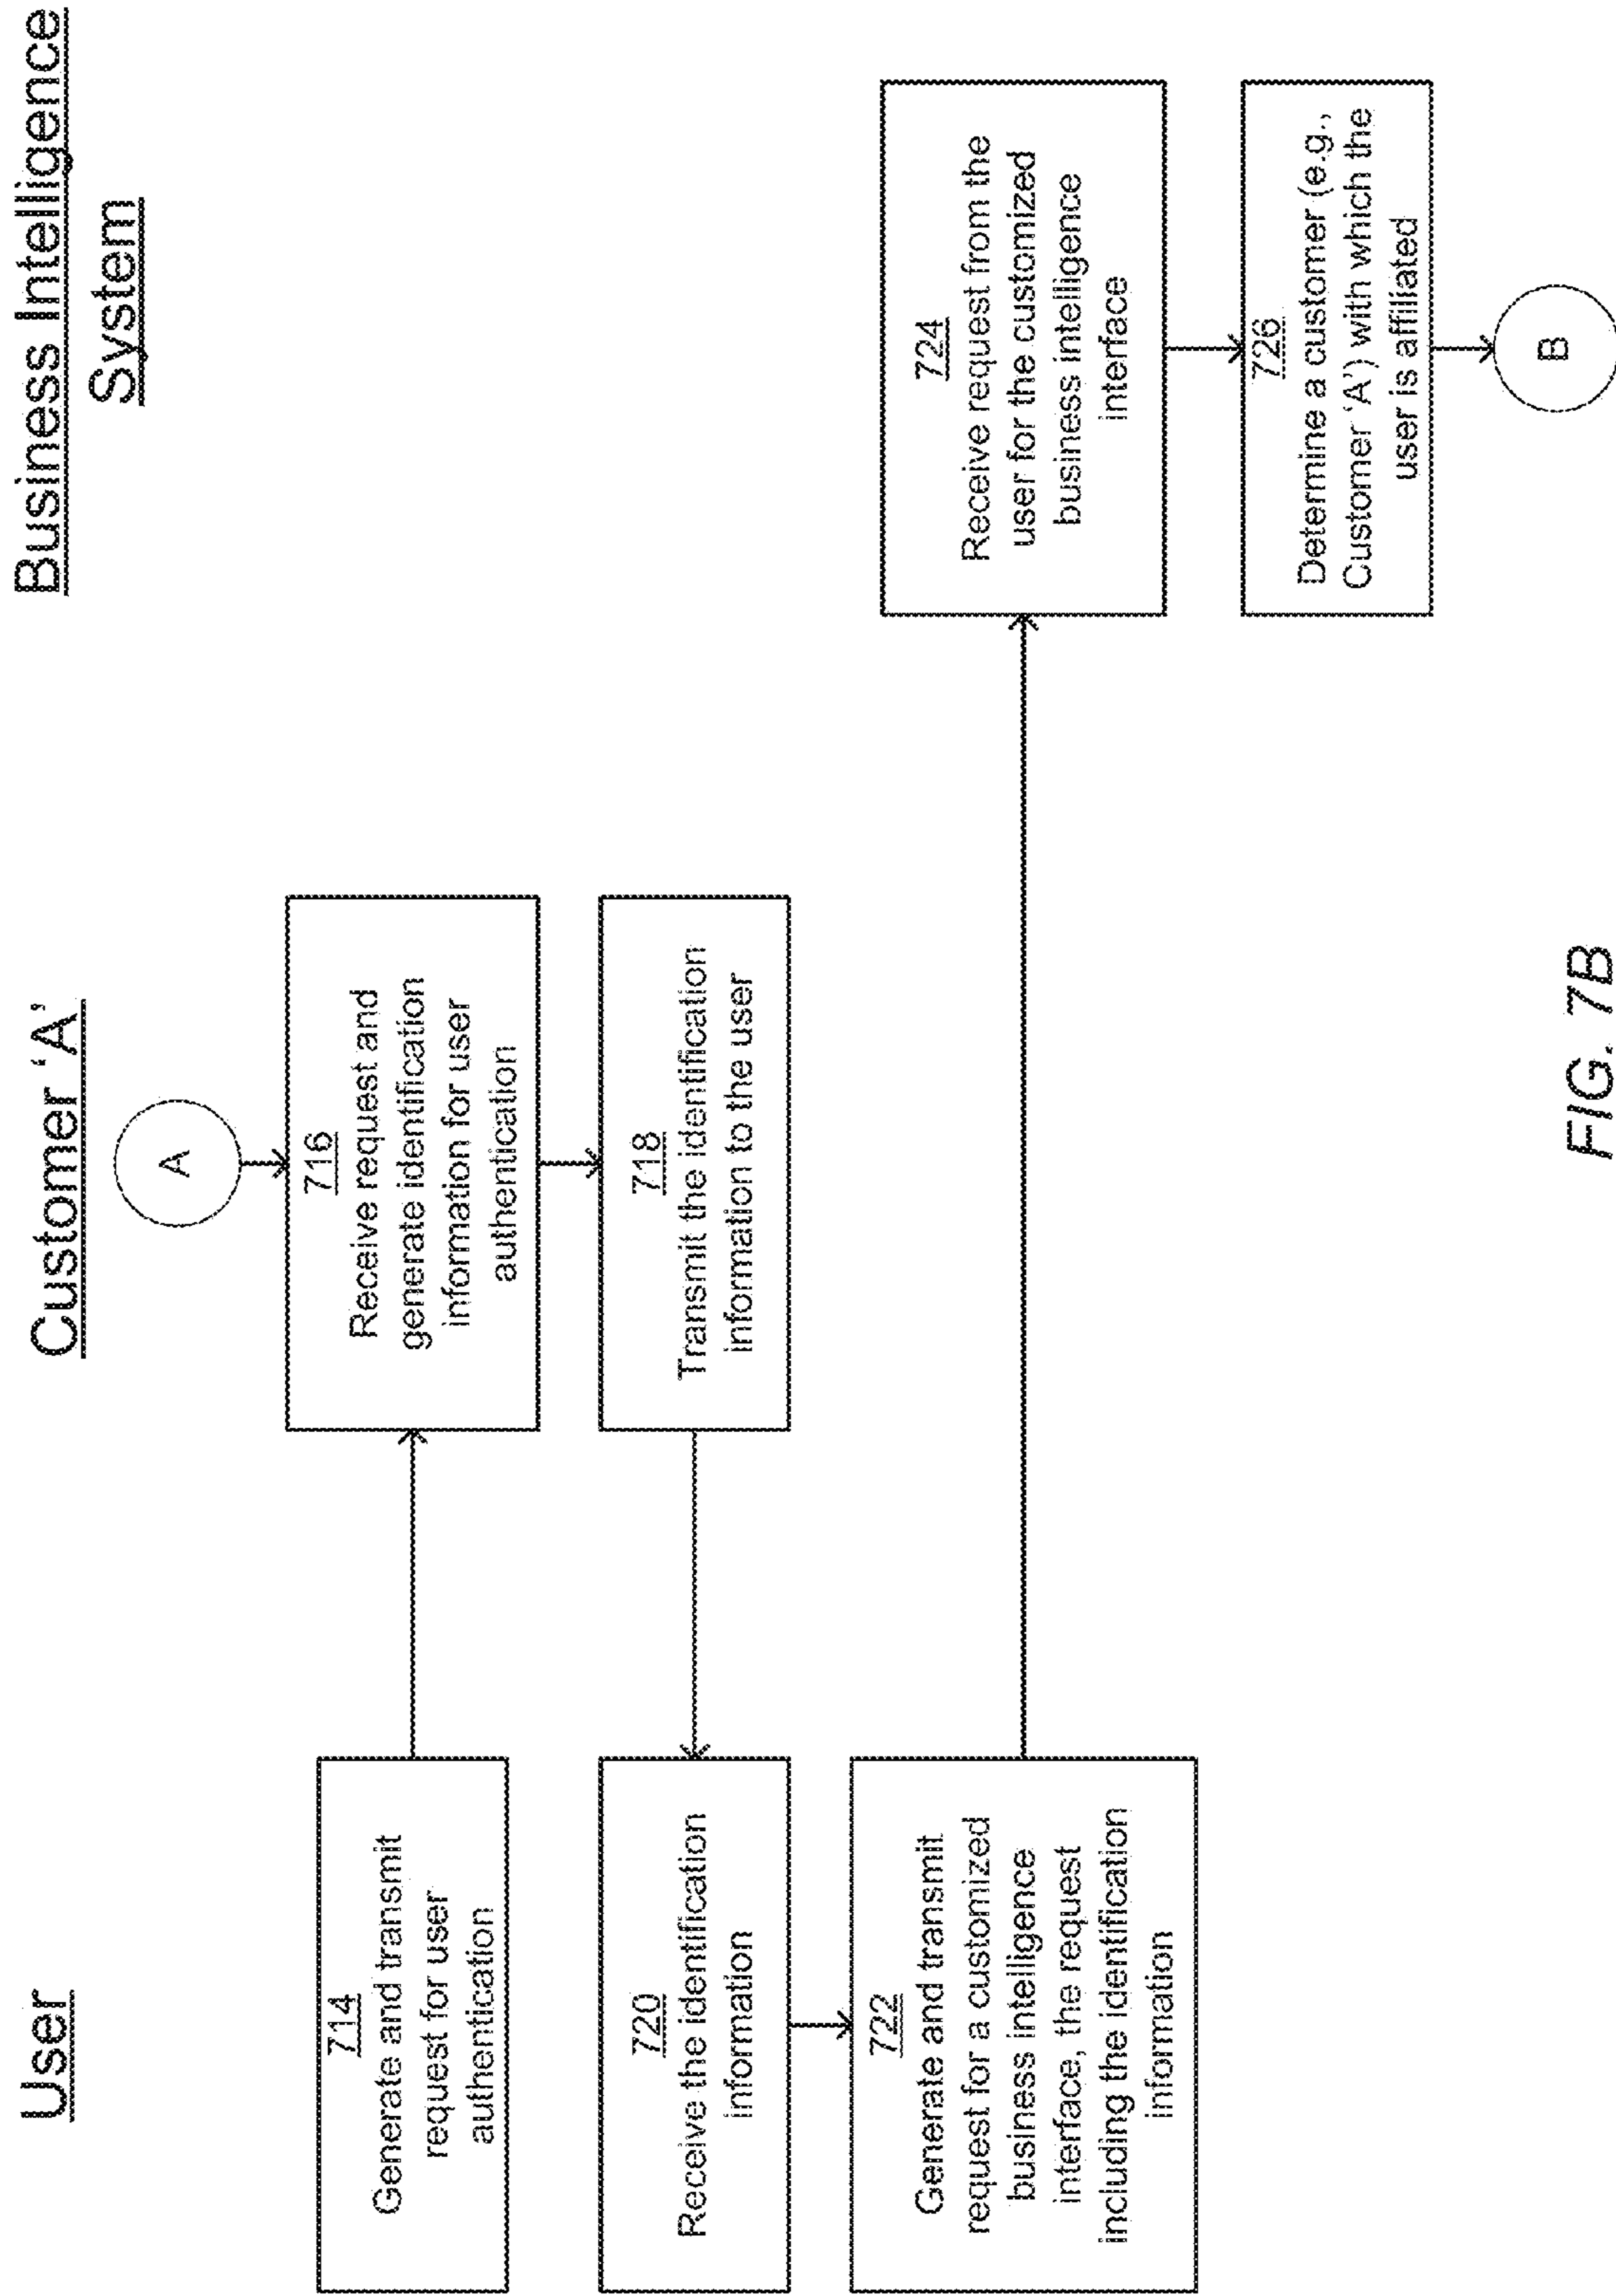 User
Customer ‘A’
Business Intelligence
System
A
714
Generate and transmit
request for user
authentication
716
Receive request and
generate identification
information for user
authentication
718
Transmit the identification
information to the user
720
Receive the identification
information
722
Generate and transmit
request for a customized
business intelligence
interface, the request
including the identification
information
724
Receive request from the
user for the customized
business intelligence
interface
726
Determine a customer (e.g.,
Customer ‘A’) with which the
user is affiliated
B
FIG. 7B